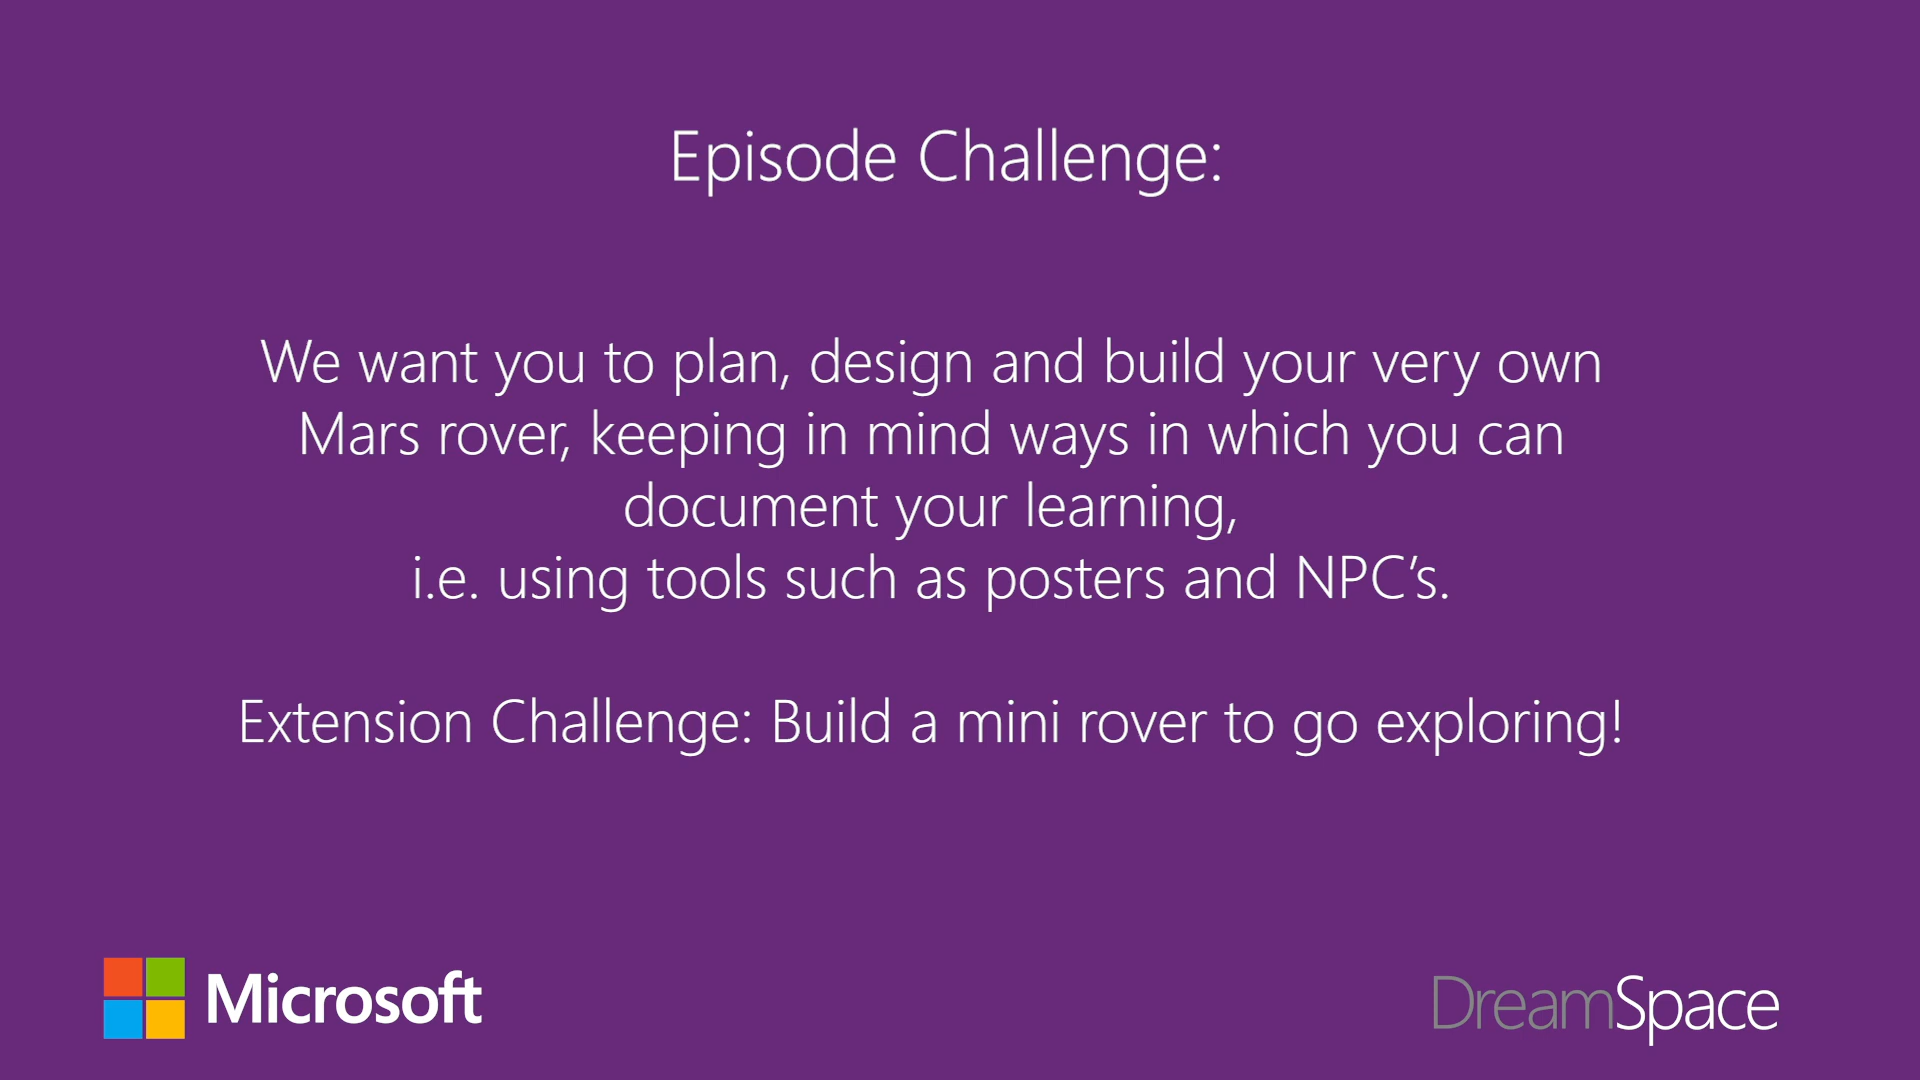 Episode Challenge:
We want you to plan, design and build your very own
Mars rover, keeping in mind ways in which you can
document your learning,
i.e. using tools such as posters and NPC’s.
Extension Challenge: Build a mini rover to go exploring!
Microsoft
DreamSpace